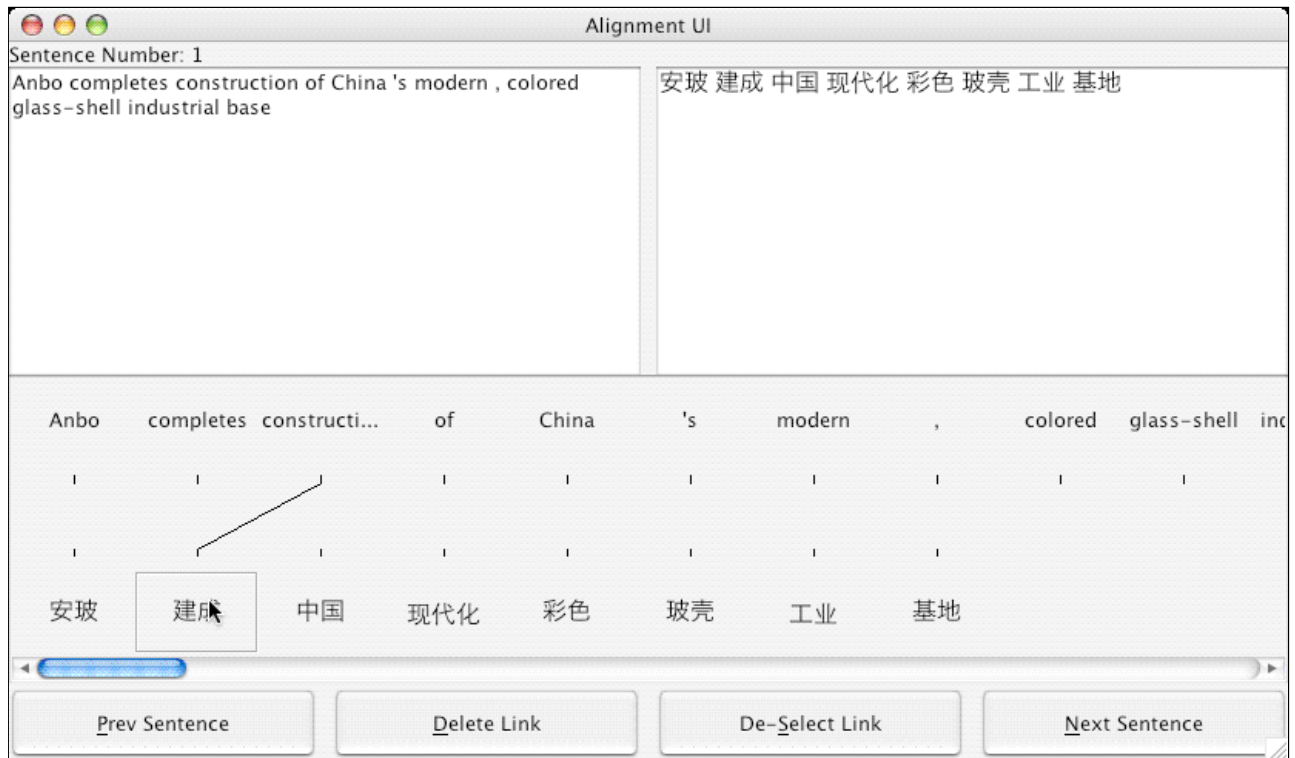 Alignment UI
Sentence Number: 1
Anbo completes construction of China 's modern , colored
glass-shell industrial base
安玻 建成 中国 现代化 彩色 玻壳 工业 基地
Anbo completes constructi... of China 's modern , colored glass-shell inc
安玻 建成 中国 现代化 彩色 玻壳 工业 基地
Prev Sentence Delete Link De-Select Link Next Sentence